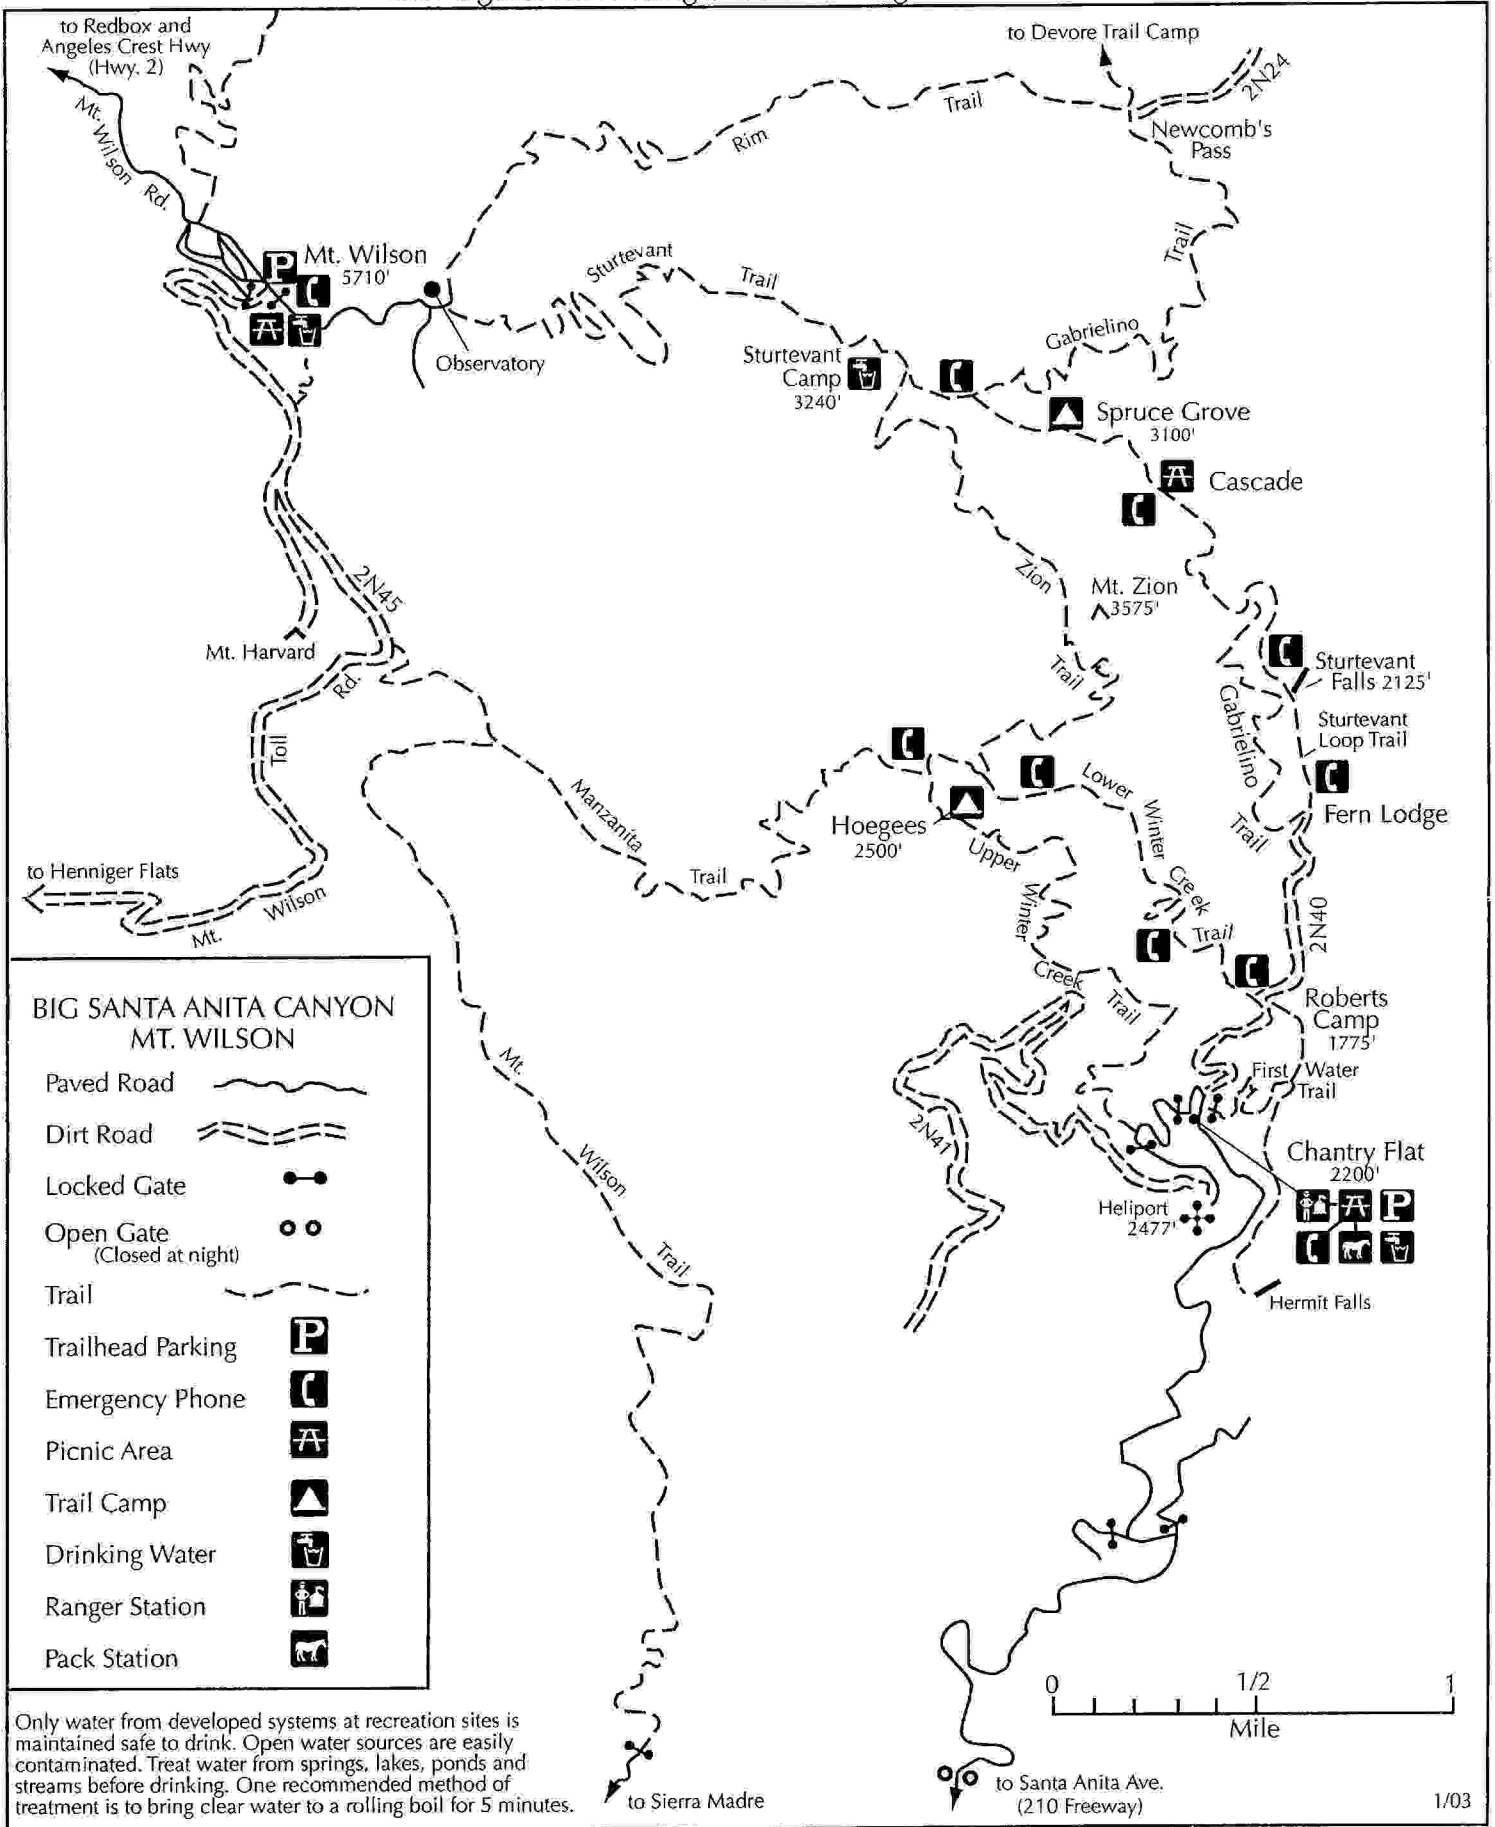 to Redbox and
Angeles Crest Hwy
(Hwy. 2)
Mt. Wilson Rd.
to Devore Trail Camp
2N24
Newcomb's
Pass
Rim Trail
Mt. Wilson
5710'
Observatory
Sturtevant Trail
Trail
Gabrielino
Sturtevant
Camp
3240'
Spruce Grove
3100'
Cascade
Zion
Trail
Mt. Zion
3575'
2N45
Mt. Harvard
Rd.
Toll
Wilson
Mt.
to Henniger Flats
Sturtevant
Falls 2125'
Gabrielino
Trail
Sturtevant
Loop Trail
Fern Lodge
Manzanita
Trail
Hoegees
2500'
Lower
Winter
Creek
Trail
Upper
Winter
Creek
Trail
2N40
Roberts
Camp
1775'
First Water
Trail
2N41
Chantry Flat
2200'
Heliport
2477'
Hermit Falls
Mt.
Wilson
Trail
BIG SANTA ANITA CANYON
MT. WILSON
Paved Road
Dirt Road
Locked Gate
Open Gate
(Closed at night)
Trail
Trailhead Parking
P
Emergency Phone
Picnic Area
Trail Camp
Drinking Water
Ranger Station
Pack Station
Only water from developed systems at recreation sites is
maintained safe to drink. Open water sources are easily
contaminated. Treat water from springs, lakes, ponds and
streams before drinking. One recommended method of
treatment is to bring clear water to a rolling boil for 5 minutes.
to Sierra Madre
to Santa Anita Ave.
(210 Freeway)
0 1/2 1
Mile
1/03
P
P